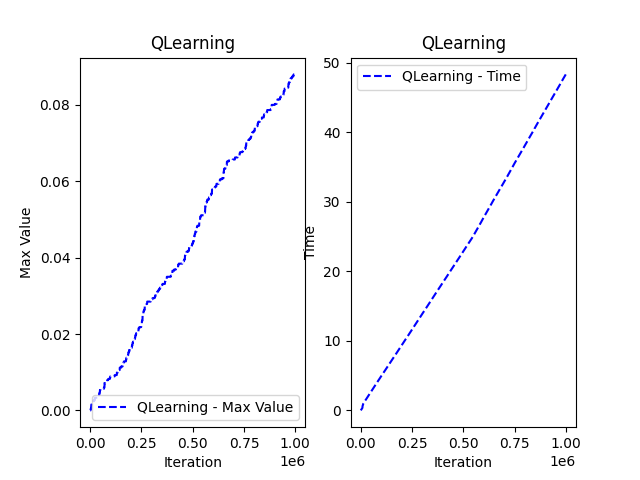 QLearning
0.08
0.06
0.04
0.02
0.00
Max Value
QLearning - Max Value
0.00 0.25 0.50 0.75 1.00
1e6
Iteration
QLearning
50
40
30
20
10
0
Time
QLearning - Time
0.00 0.25 0.50 0.75 1.00
1e6
Iteration